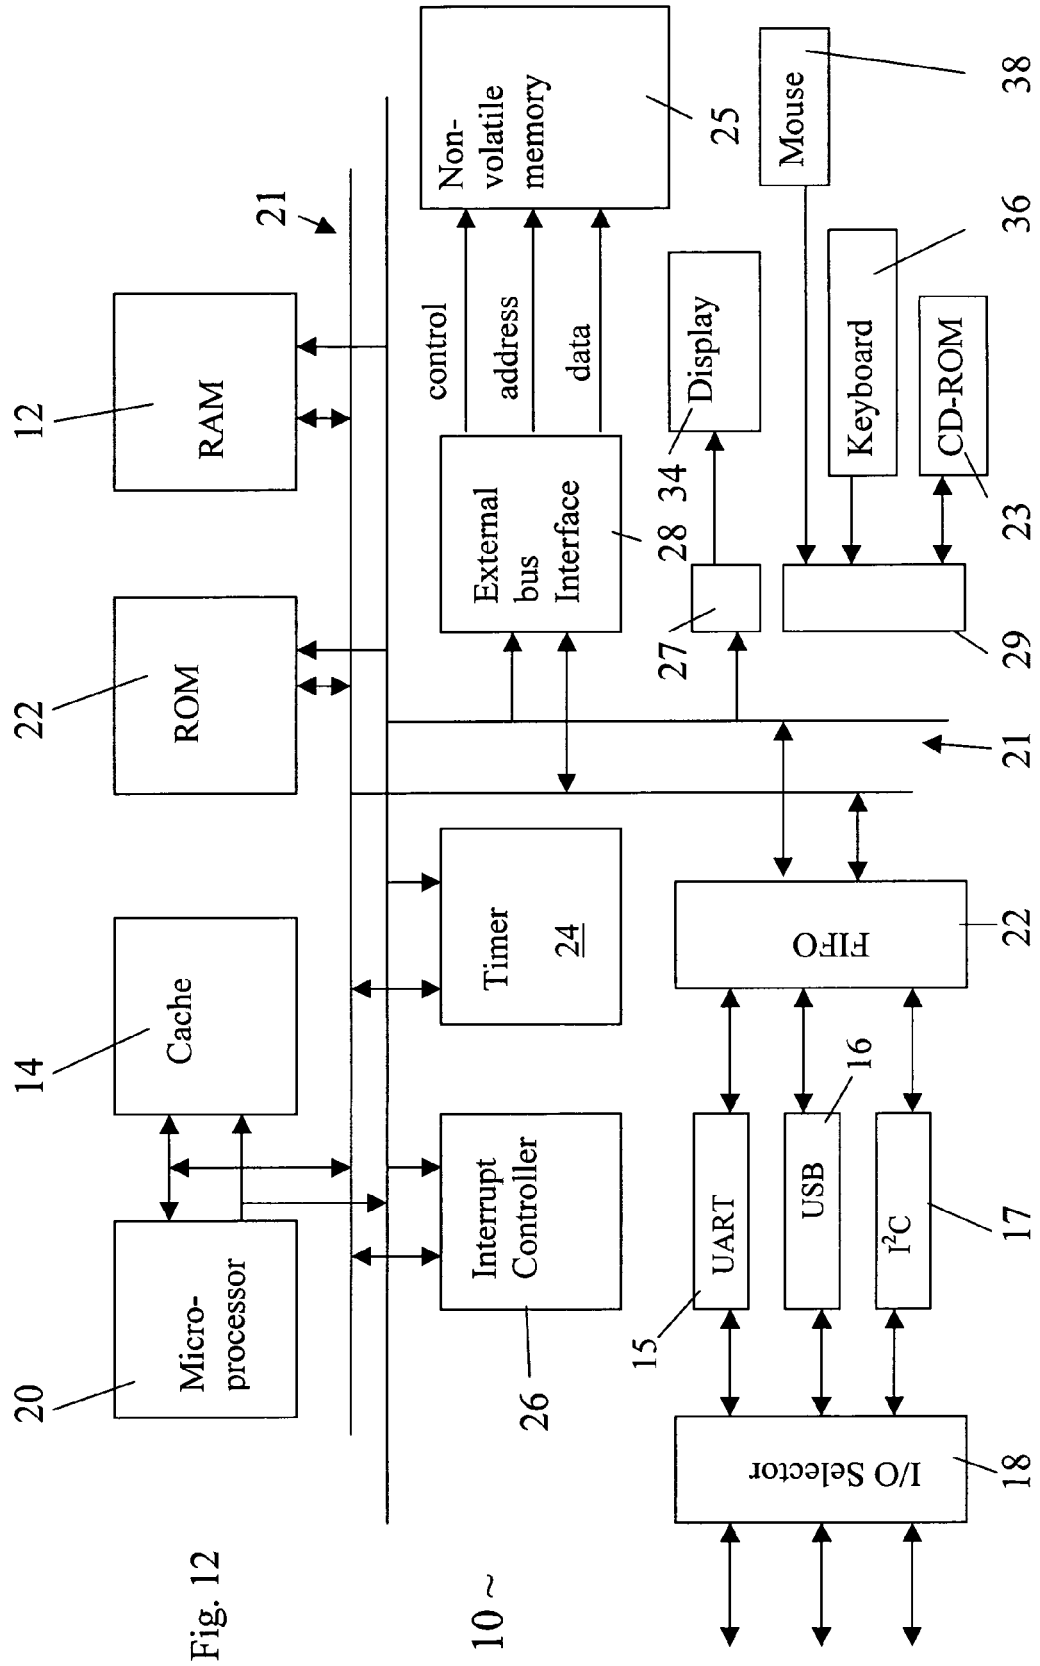 Fig. 12
10 ~
20
Micro-
processor
14
Cache
22
ROM
12
RAM
21
26
Interrupt
Controller
Timer
24
External
bus
Interface
28
control
address
data
Non-
volatile
memory
25
18
I/O Selector
15
UART
USB
16
I²C
17
FIFO
22
21
27
34
Display
29
Mouse
38
Keyboard
36
CD-ROM
23